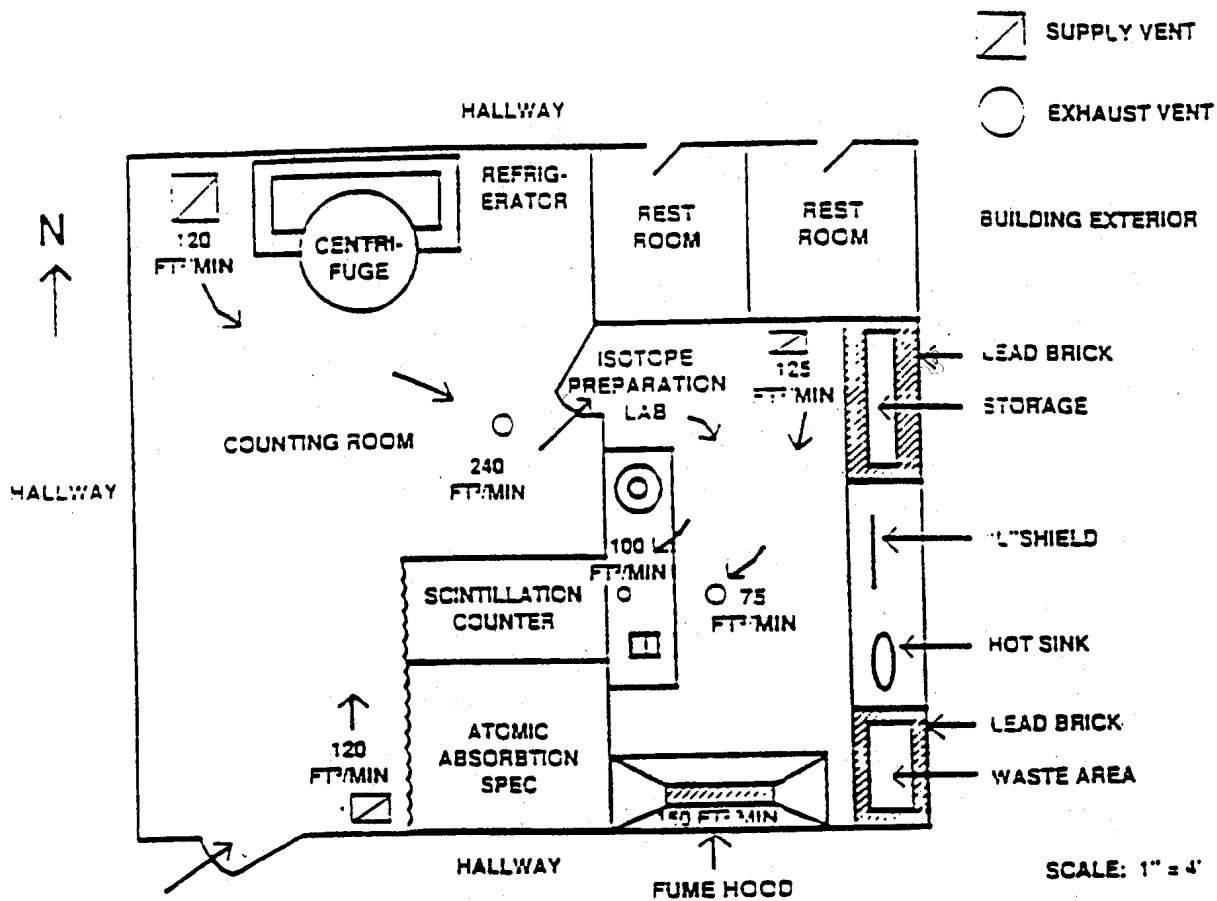 SUPPLY VENT
EXHAUST VENT
HALLWAY
N
REFRIG-
ERATOR
REST
ROOM
REST
ROOM
BUILDING EXTERIOR
120
FT³/MIN
CENTRI-
FUGE
ISOTOPE
PREPARATION
LAB
125
FT³/MIN
LEAD BRICK
STORAGE
COUNTING ROOM
240
FT³/MIN
HALLWAY
100
FT³/MIN
"L" SHIELD
SCINTILLATION
COUNTER
75
FT³/MIN
HOT SINK
LEAD BRICK
ATOMIC
ABSORBTION
SPEC
120
FT³/MIN
WASTE AREA
150 FT³/MIN
HALLWAY
FUME HOOD
SCALE: 1" = 4'